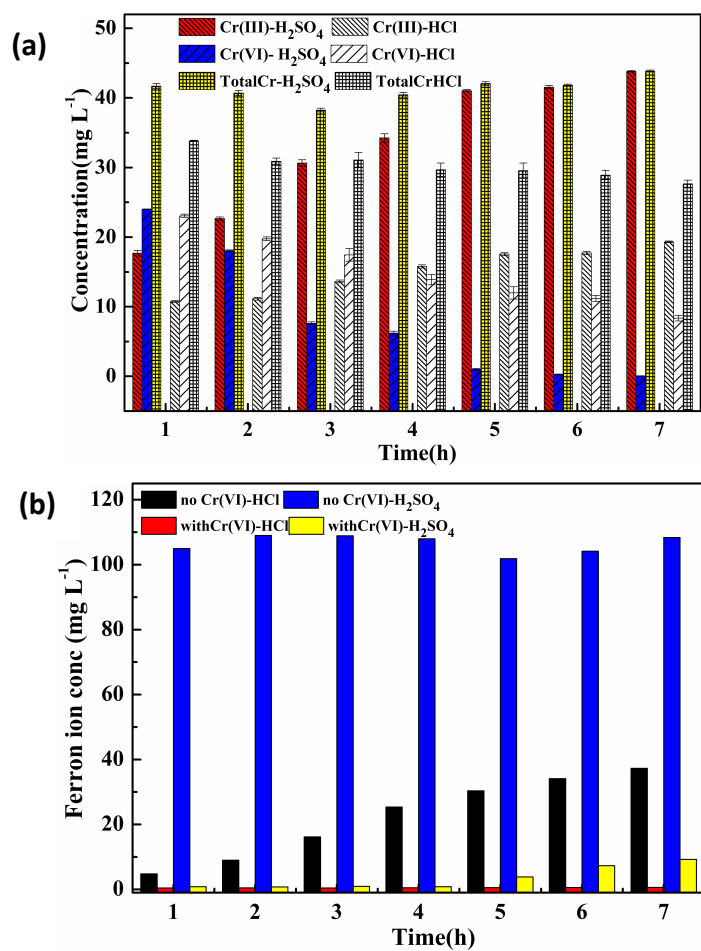 (a)
Cr(III)-H₂SO₄ Cr(III)-HCl
Cr(VI)- H₂SO₄ Cr(VI)-HCl
TotalCr-H₂SO₄ TotalCrHCl
50
40
30
20
10
0
Concentration(mg L⁻¹)
1 2 3 4 5 6 7
Time(h)
(b)
no Cr(VI)-HCl no Cr(VI)-H₂SO₄
withCr(VI)-HCl withCr(VI)-H₂SO₄
120
100
80
60
40
20
0
Ferron ion conc (mg L⁻¹)
1 2 3 4 5 6 7
Time(h)